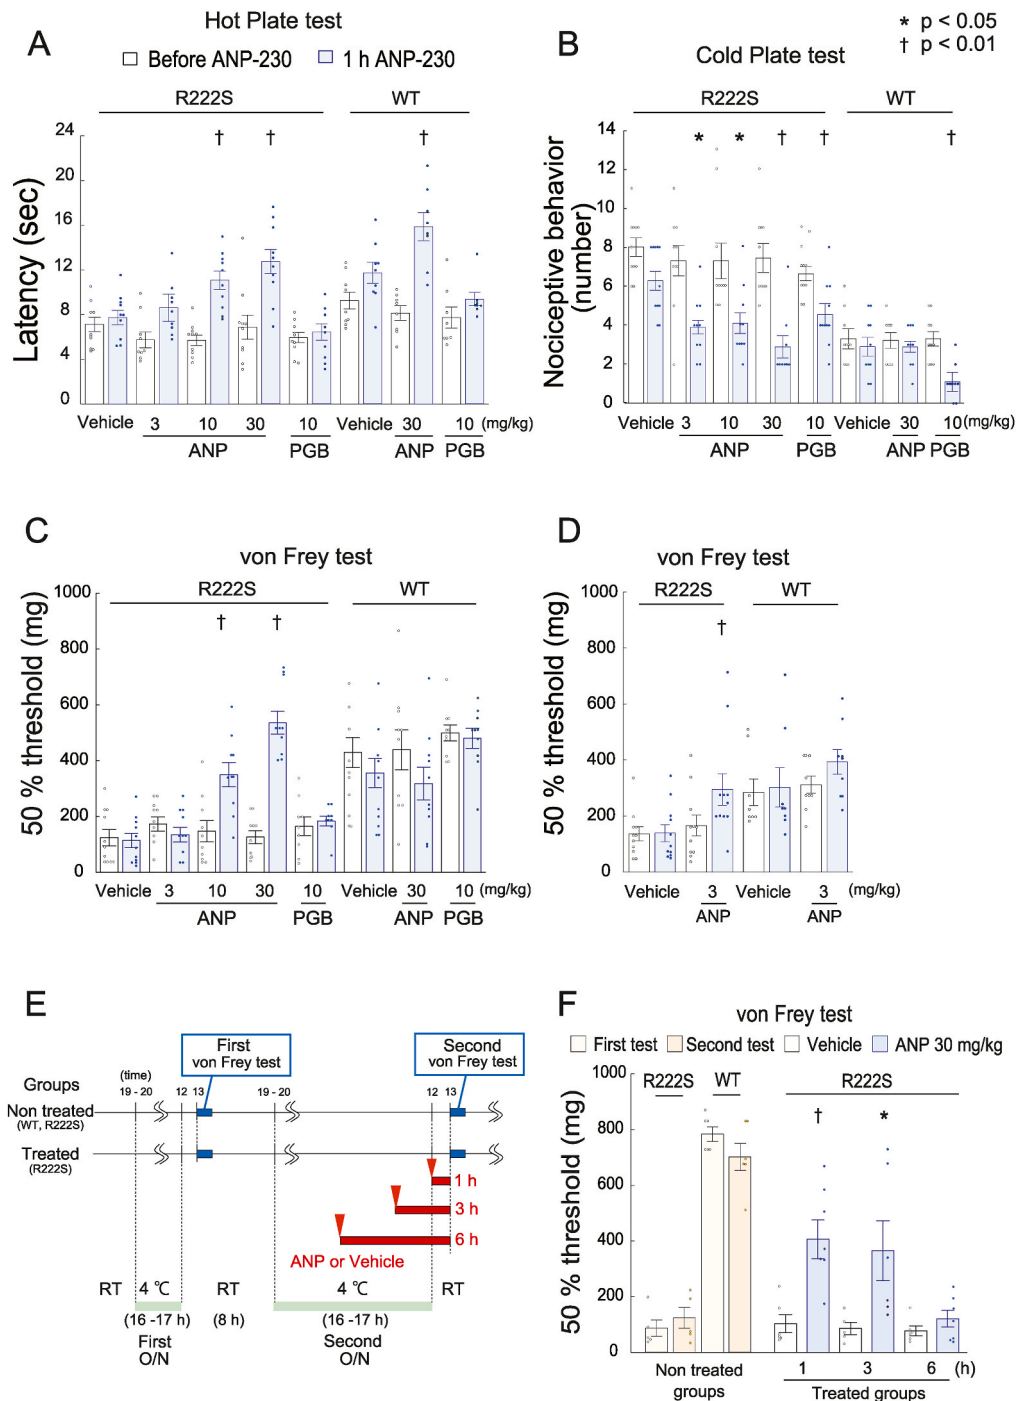 Hot Plate test
A
Before ANP-230
1 h ANP-230
R222S
WT
Latency (sec)
24
20
16
12
8
4
0
† † †
Vehicle 3 10 30 10 Vehicle 30 10 (mg/kg)
ANP PGB ANP PGB
* p < 0.05
† p < 0.01
B
Cold Plate test
R222S
WT
Nociceptive behavior
(number)
14
12
10
8
6
4
2
0
* * † † †
Vehicle 3 10 30 10 Vehicle 30 10 (mg/kg)
ANP PGB ANP PGB
C
von Frey test
R222S
WT
50 % threshold (mg)
1000
800
600
400
200
0
† †
Vehicle 3 10 30 10 Vehicle 30 10 (mg/kg)
ANP PGB ANP PGB
D
von Frey test
R222S
WT
50 % threshold (mg)
1000
800
600
400
200
0
†
Vehicle 3 Vehicle 3 (mg/kg)
ANP ANP
E
First
von Frey test
Second
von Frey test
Groups
(time)
19 - 20 12 13 19 - 20 12 13
Non treated
(WT, R222S)
Treated
(R222S)
1 h
3 h
6 h
ANP or Vehicle
RT 4 ℃ RT 4 ℃ RT
(16 -17 h) (8 h) (16 -17 h)
First
O/N
Second
O/N
F
von Frey test
First test Second test Vehicle ANP 30 mg/kg
R222S WT R222S
50 % threshold (mg)
1000
800
600
400
200
0
† *
1 3 6 (h)
Non treated
groups
Treated groups